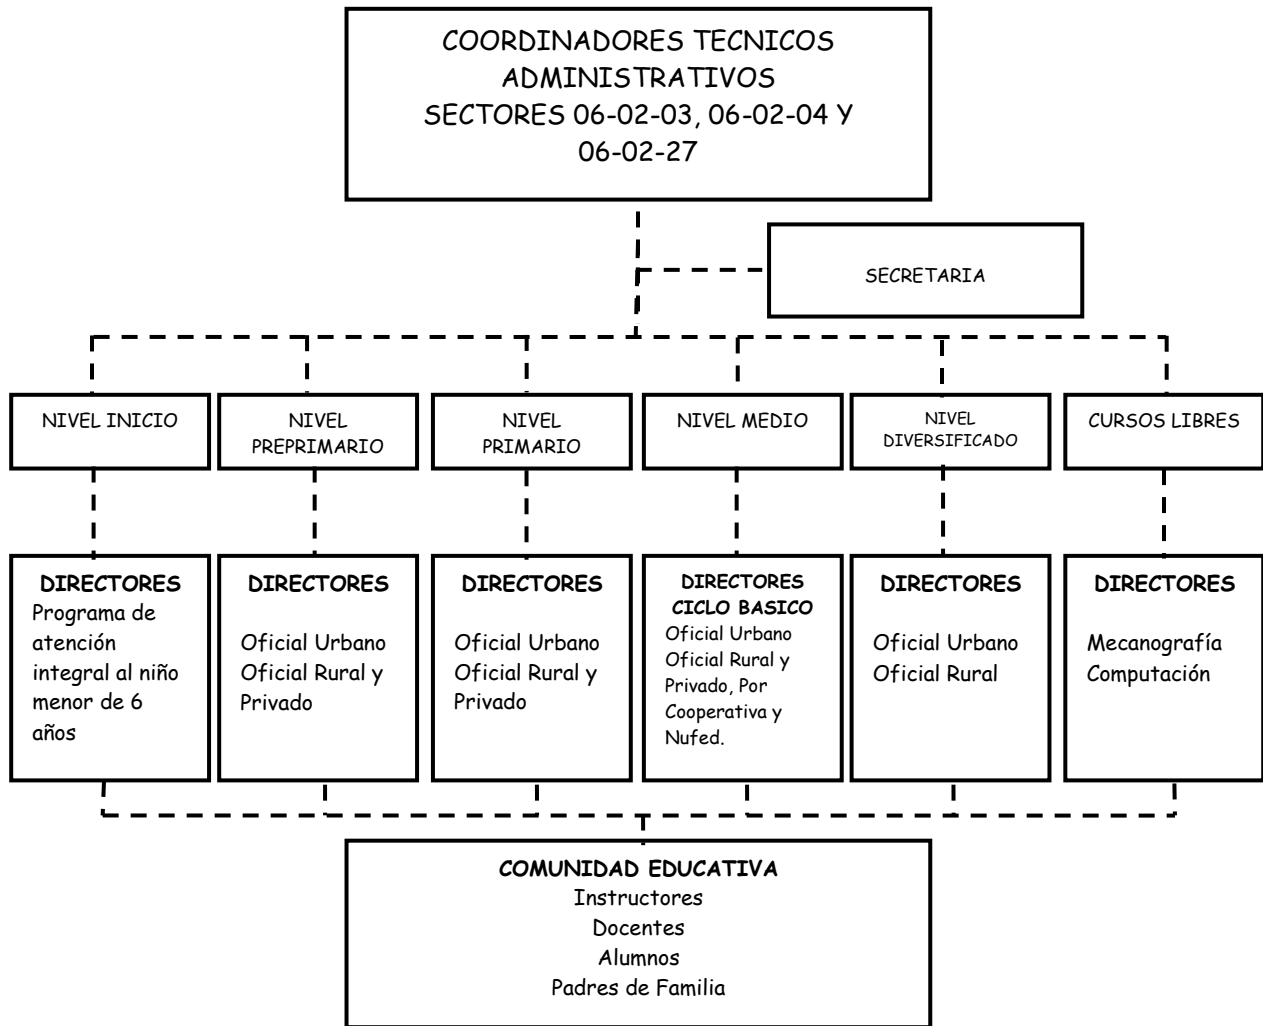 COORDINADORES TECNICOS
ADMINISTRATIVOS
SECTORES 06-02-03, 06-02-04 Y
06-02-27
SECRETARIA
NIVEL INICIO
NIVEL
PREPRIMARIO
NIVEL
PRIMARIO
NIVEL MEDIO
NIVEL
DIVERSIFICADO
CURSOS LIBRES
DIRECTORES
Programa de
atención
integral al niño
menor de 6
años
DIRECTORES
Oficial Urbano
Oficial Rural y
Privado
DIRECTORES
Oficial Urbano
Oficial Rural y
Privado
DIRECTORES
CICLO BASICO
Oficial Urbano
Oficial Rural y
Privado, Por
Cooperativa y
Nufed.
DIRECTORES
Oficial Urbano
Oficial Rural
DIRECTORES
Mecanografía
Computación
COMUNIDAD EDUCATIVA
Instructores
Docentes
Alumnos
Padres de Familia